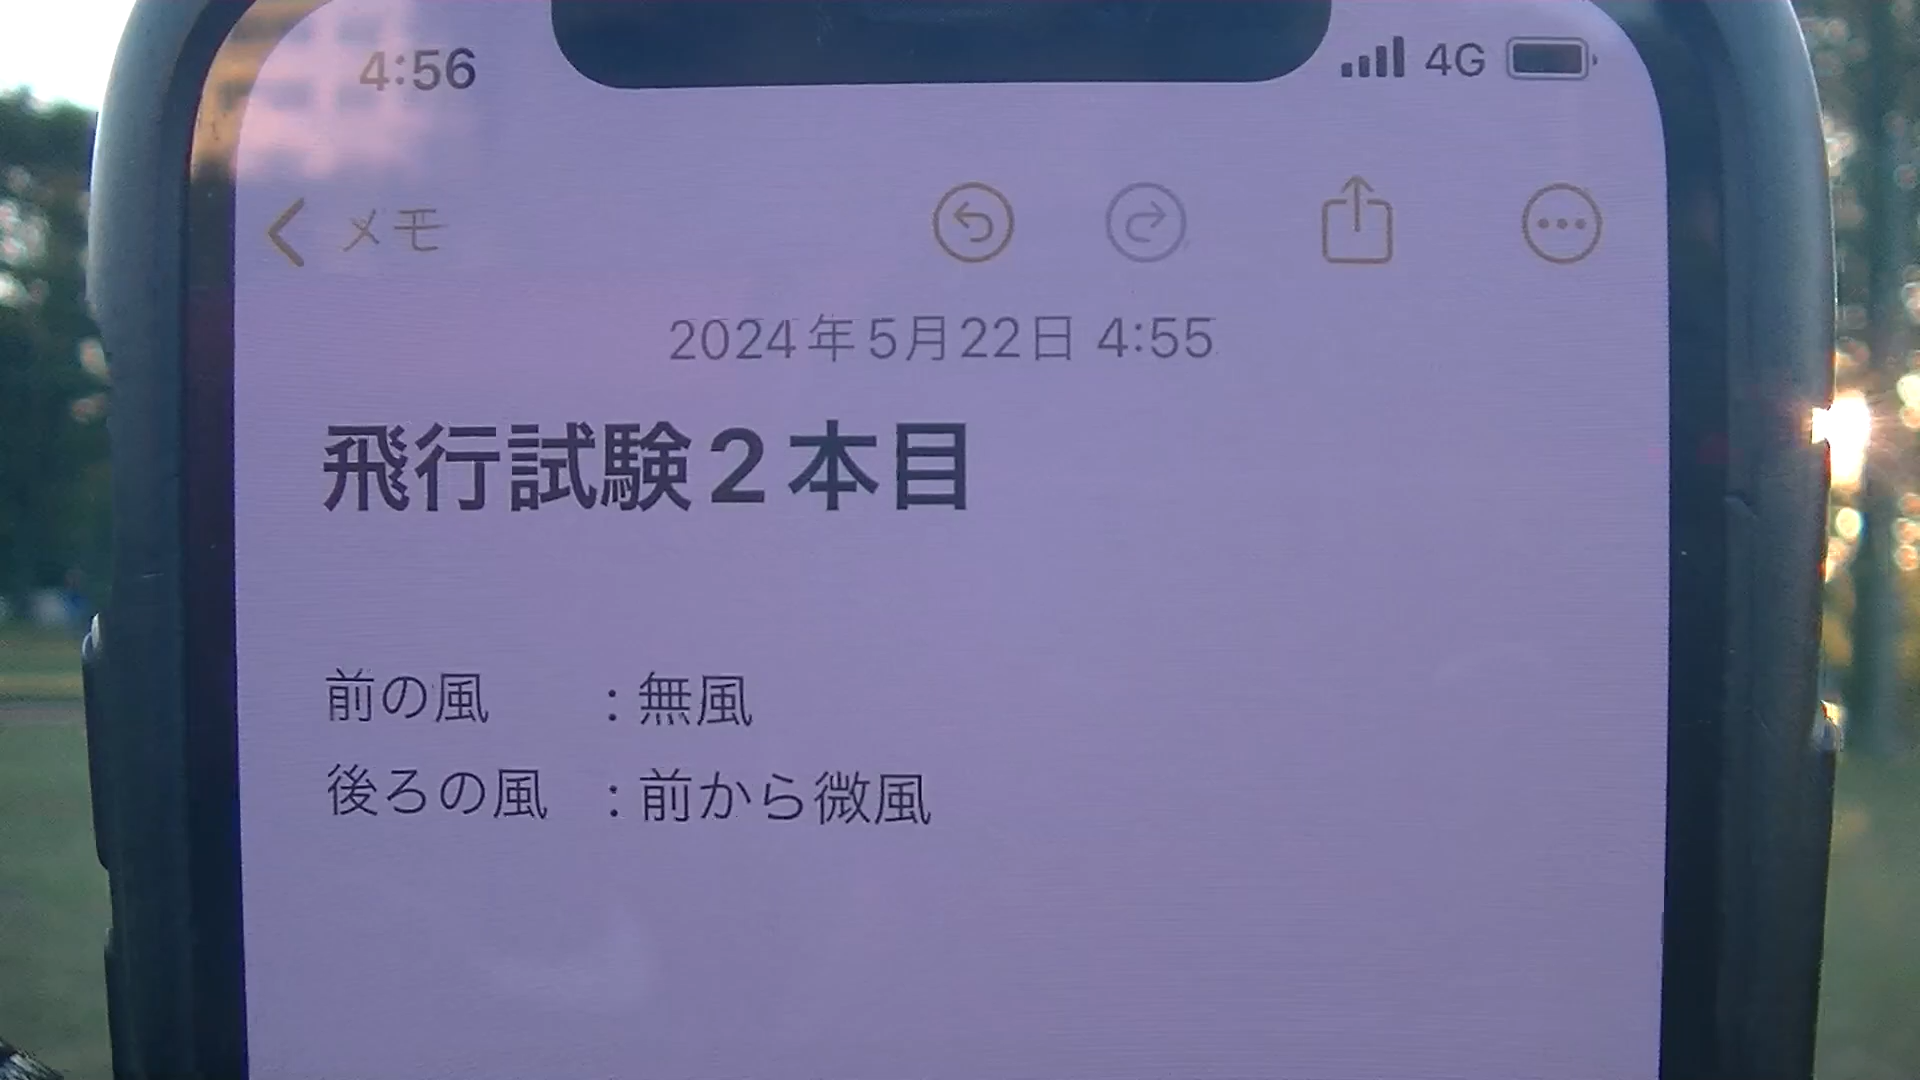 4:56 4G
メモ
2024年5月22日 4:55
飛行試験2本目
前の風 : 無風
後ろの風 : 前から微風